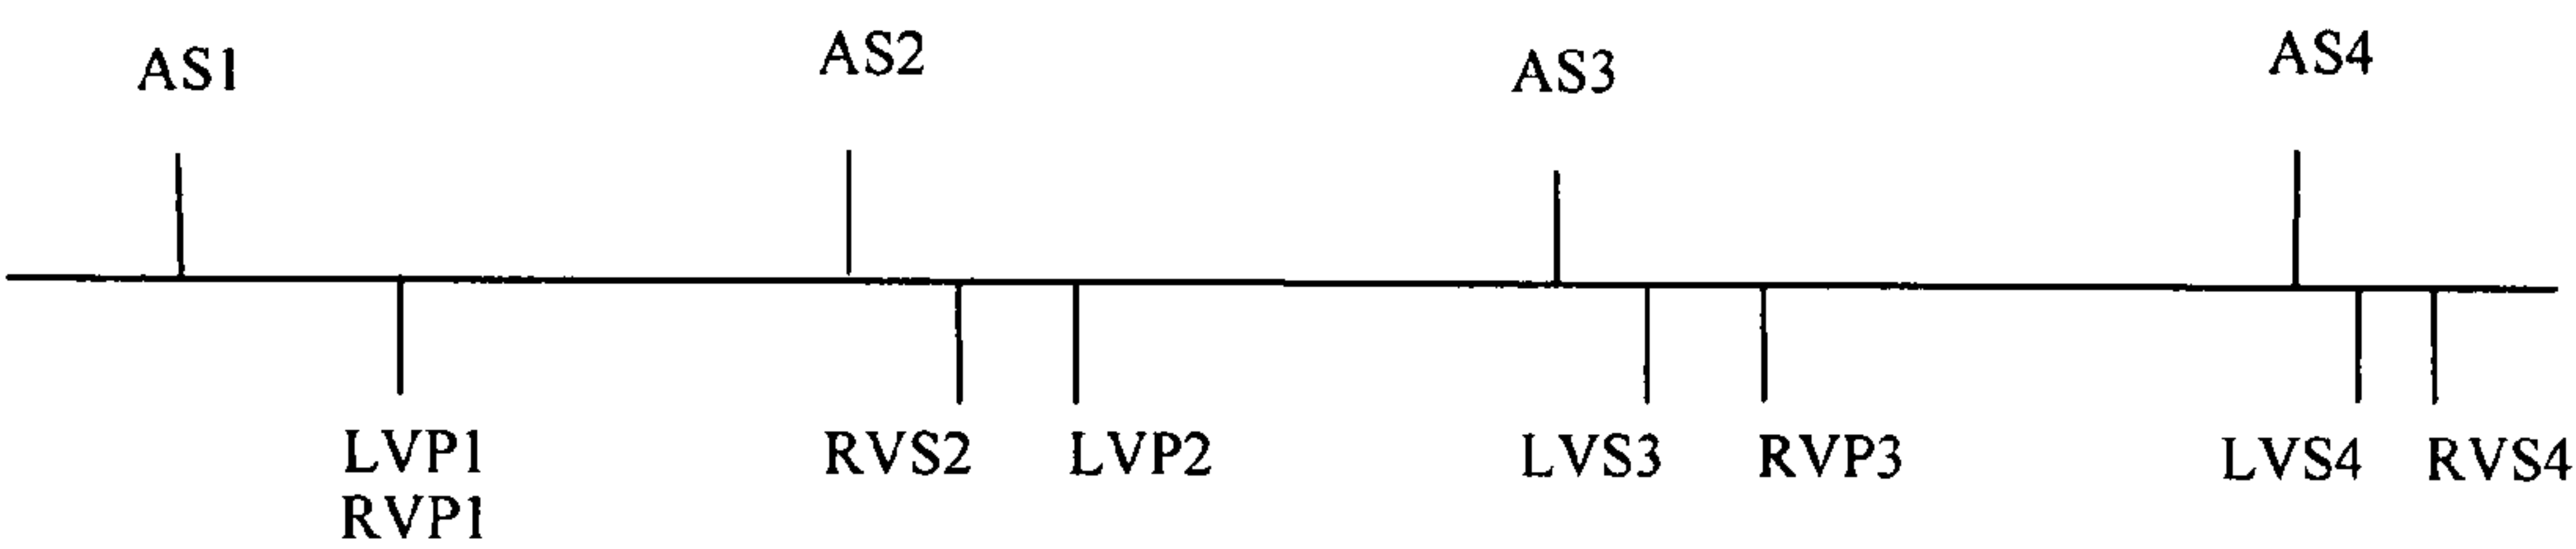 AS1 AS2 AS3 AS4
LVP1 RVS2 LVP2 LVS3 RVP3 LVS4 RVS4
RVP1